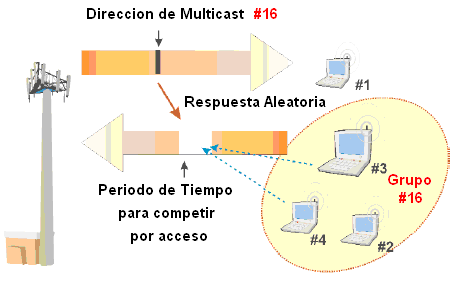 Direccion de Multicast #16
#1
Respuesta Aleatoria
#3
Grupo
#16
Periodo de Tiempo
para competir
por acceso
#4
#2